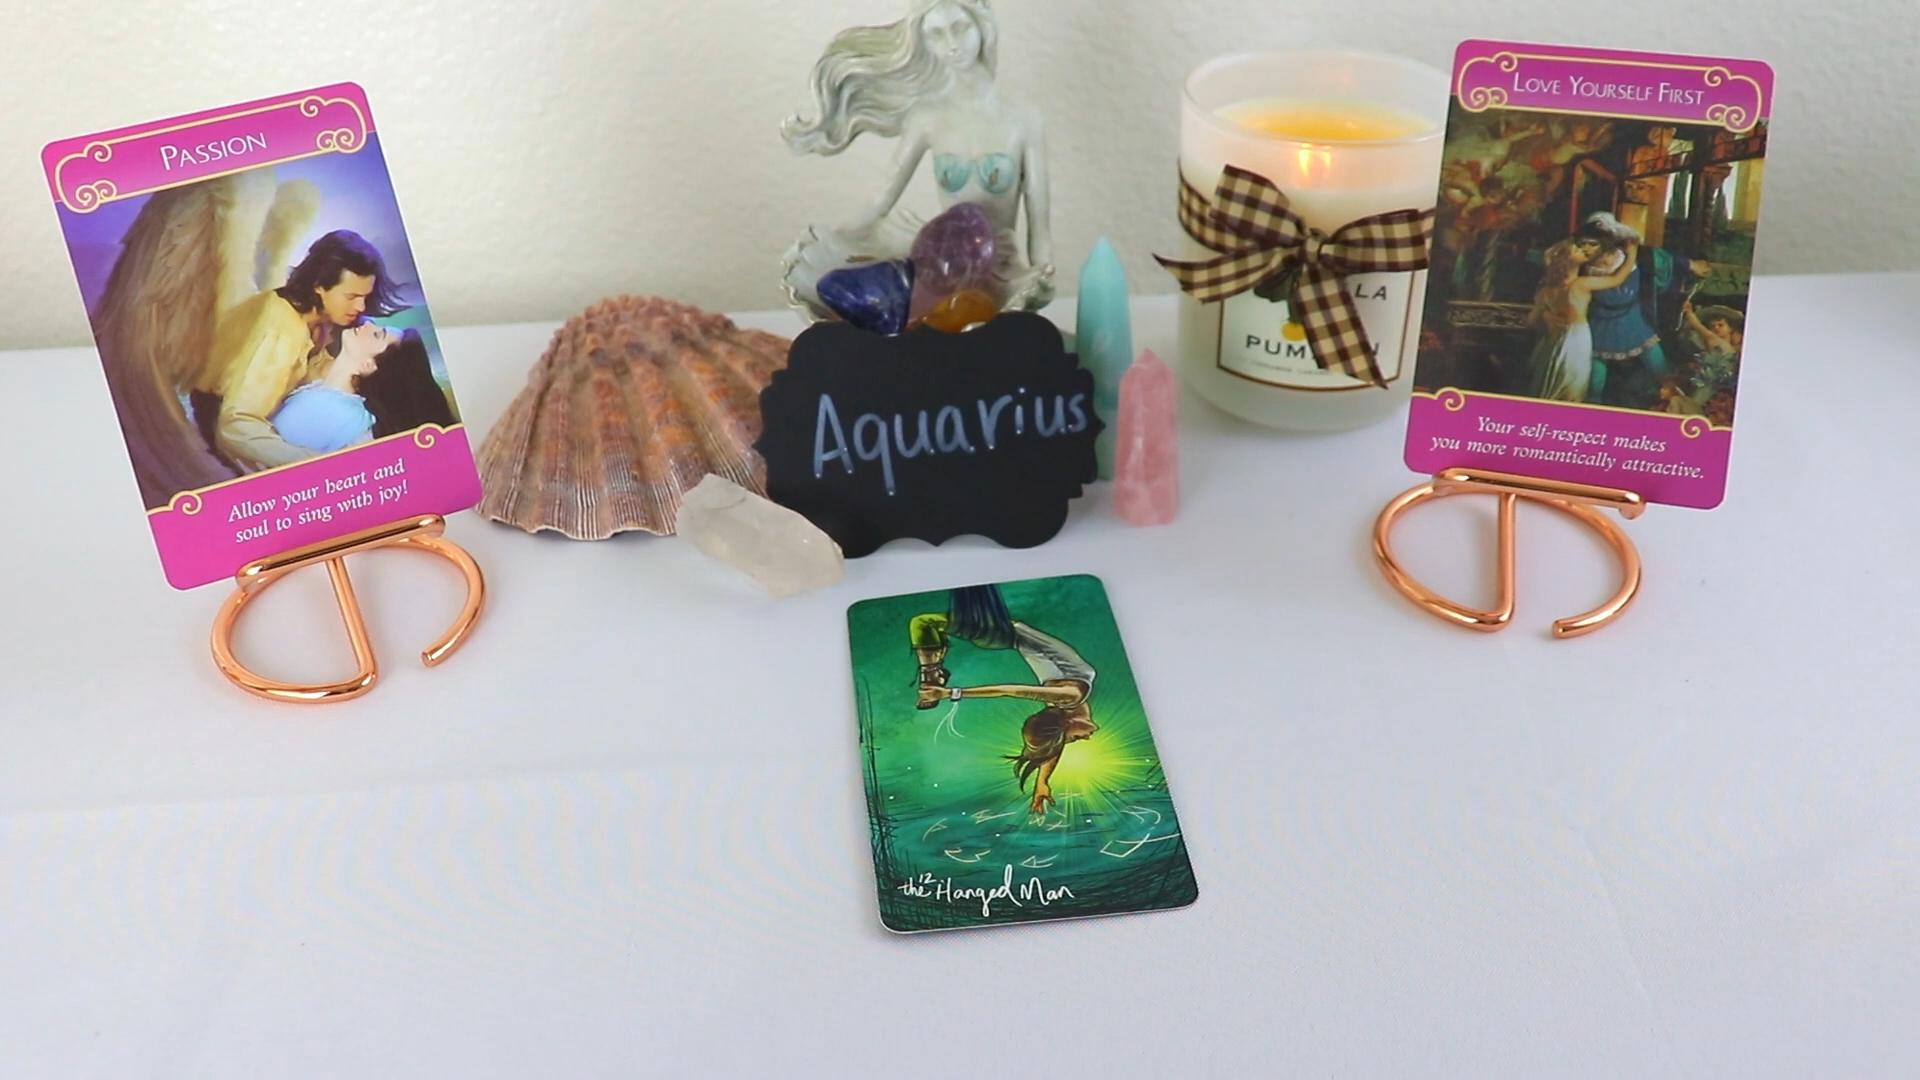 PASSION
Allow your heart and
soul to sing with joy!
Aquarius
LOVE YOURSELF FIRST
Your self-respect makes
you more romantically attractive.
the 12 Hanged Man